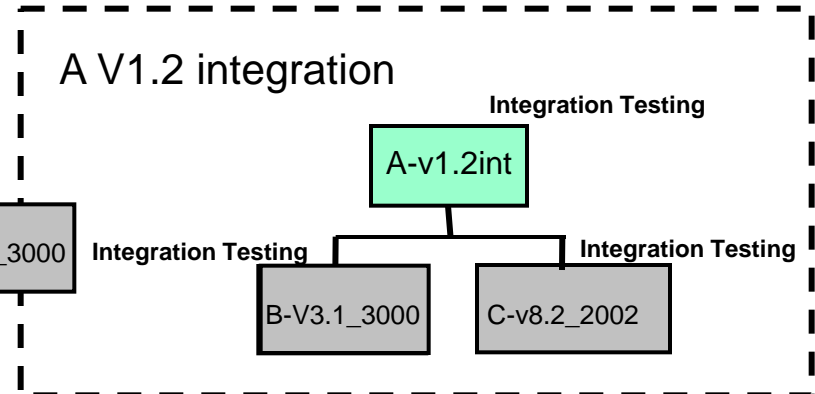 A V1.2 integration
Integration Testing
A-v1.2int
_3000
Integration Testing
Integration Testing
B-V3.1_3000
C-v8.2_2002